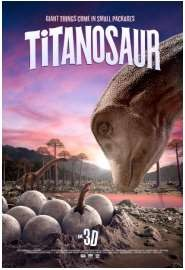 GIANT THINGS COME IN SMALL PACKAGES
TiTANOSAUR
IN 3D